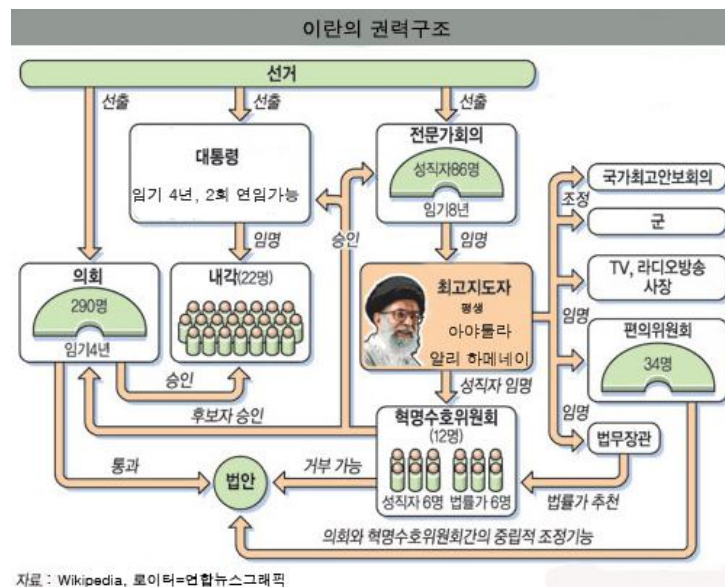 이란의 권력구조
선거
선출
선출
선출
대통령
임기 4년, 2회 연임가능
전문가회의
성직자86명
임기8년
국가최고안보회의
조정
군
임명
승인
임명
의회
290명
임기4년
내각(22명)
최고지도자
평생
아야톨라
알리 하메네이
TV, 라디오방송
사장
임명
편의위원회
34명
승인
성직자 임명
후보자 승인
혁명수호위원회
(12명)
임명
법무장관
통과
법안
거부 가능
성직자 6명
법률가 6명
법률가 추천
의회와 혁명수호위원회간의 중립적 조정기능
자료 : Wikipedia, 로이터=연합뉴스그래픽